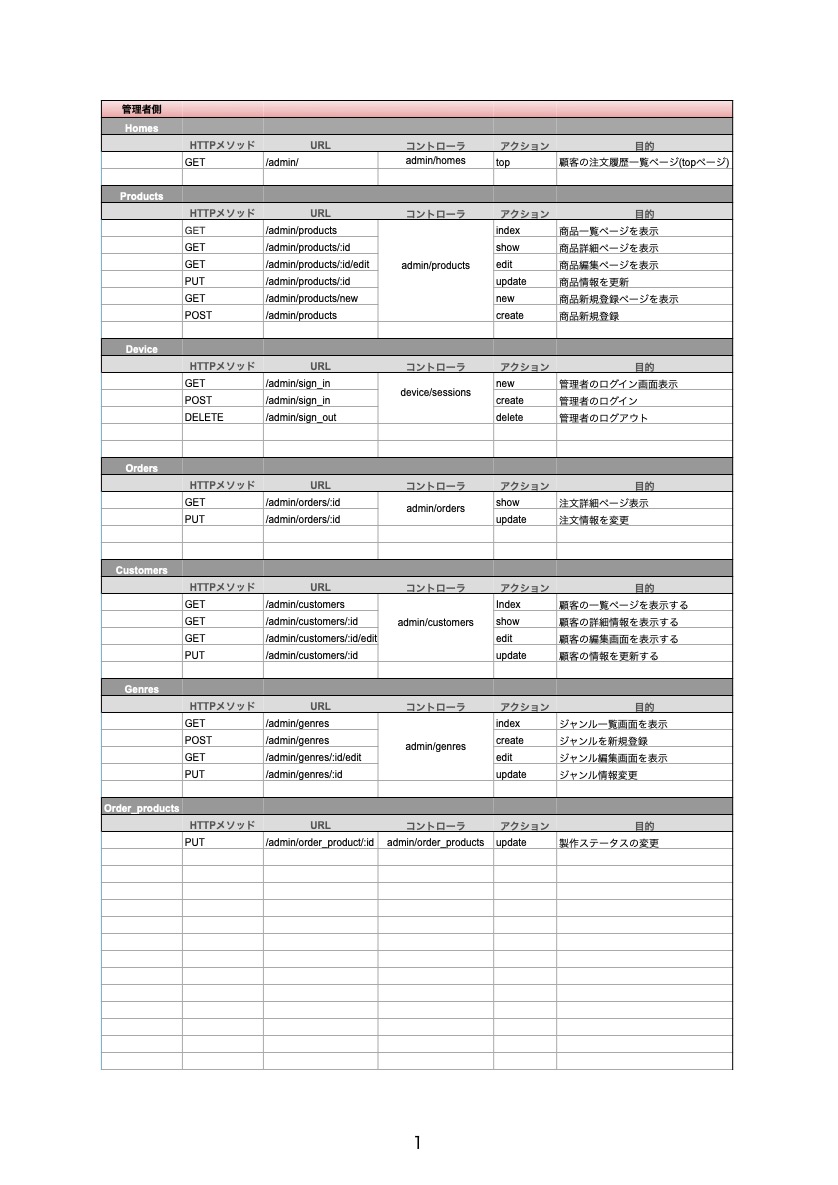 管理者側
Homes
HTTPメソッド URL コントローラ アクション 目的
GET /admin/ admin/homes top 顧客の注文履歴一覧ページ(topページ)
Products
HTTPメソッド URL コントローラ アクション 目的
GET /admin/products index 商品一覧ページを表示
GET /admin/products/:id show 商品詳細ページを表示
GET /admin/products/:id/edit admin/products edit 商品編集ページを表示
PUT /admin/products/:id update 商品情報を更新
GET /admin/products/new new 商品新規登録ページを表示
POST /admin/products create 商品新規登録
Device
HTTPメソッド URL コントローラ アクション 目的
GET /admin/sign_in device/sessions new 管理者のログイン画面表示
POST /admin/sign_in create 管理者のログイン
DELETE /admin/sign_out delete 管理者のログアウト
Orders
HTTPメソッド URL コントローラ アクション 目的
GET /admin/orders/:id admin/orders show 注文詳細ページ表示
PUT /admin/orders/:id update 注文情報を変更
Customers
HTTPメソッド URL コントローラ アクション 目的
GET /admin/customers Index 顧客の一覧ページを表示する
GET /admin/customers/:id admin/customers show 顧客の詳細情報を表示する
GET /admin/customers/:id/edit edit 顧客の編集画面を表示する
PUT /admin/customers/:id update 顧客の情報を更新する
Genres
HTTPメソッド URL コントローラ アクション 目的
GET /admin/genres index ジャンル一覧画面を表示
POST /admin/genres admin/genres create ジャンルを新規登録
GET /admin/genres/:id/edit edit ジャンル編集画面を表示
PUT /admin/genres/:id update ジャンル情報変更
Order_products
HTTPメソッド URL コントローラ アクション 目的
PUT /admin/order_product/:id admin/order_products update 製作ステータスの変更
1